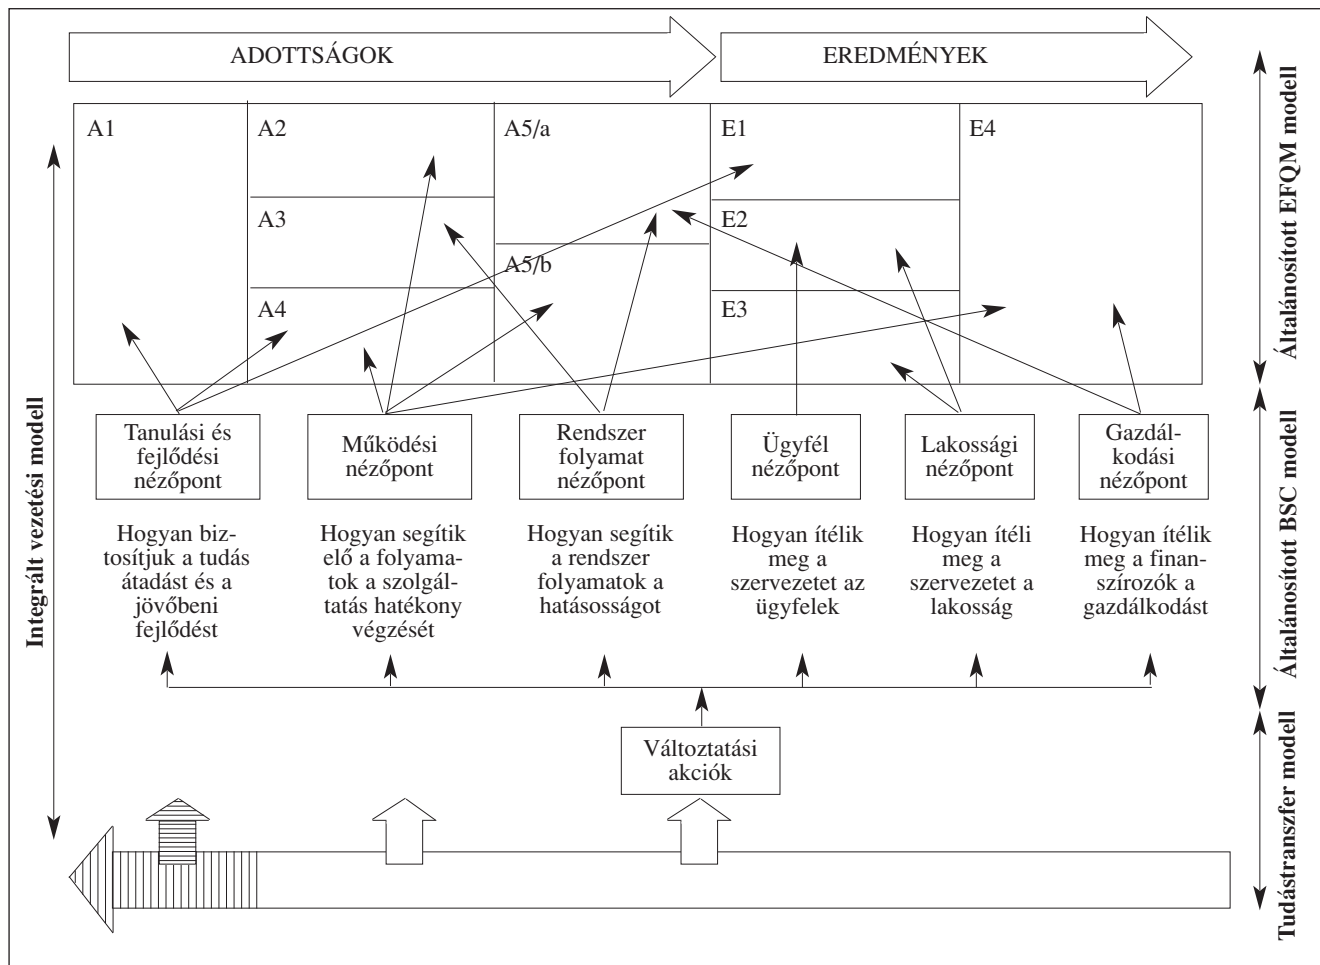 ADOTTSÁGOK
EREDMÉNYEK
A1
A2
A5/a
E1
E4
A3
E2
A5/b
A4
E3
Tanulási és
fejlődési
nézőpont
Működési
nézőpont
Rendszer
folyamat
nézőpont
Ügyfél
nézőpont
Lakossági
nézőpont
Gazdál-
kodási
nézőpont
Hogyan biz-
tosítjuk a tudás
átadást és a
jövőbeni
fejlődést
Hogyan segítik
elő a folyama-
tok a szolgál-
tatás hatékony
végzését
Hogyan segítik
a rendszer
folyamatok a
hatásosságot
Hogyan ítélik
meg a
szervezetet az
ügyfelek
Hogyan ítéli
meg a
szervezetet a
lakosság
Hogyan ítélik
meg a finan-
szírozók a
gazdálkodást
Változtatási
akciók
Integrált vezetési modell
Általánosított EFQM modell
Általánosított BSC modell
Tudástranszfer modell